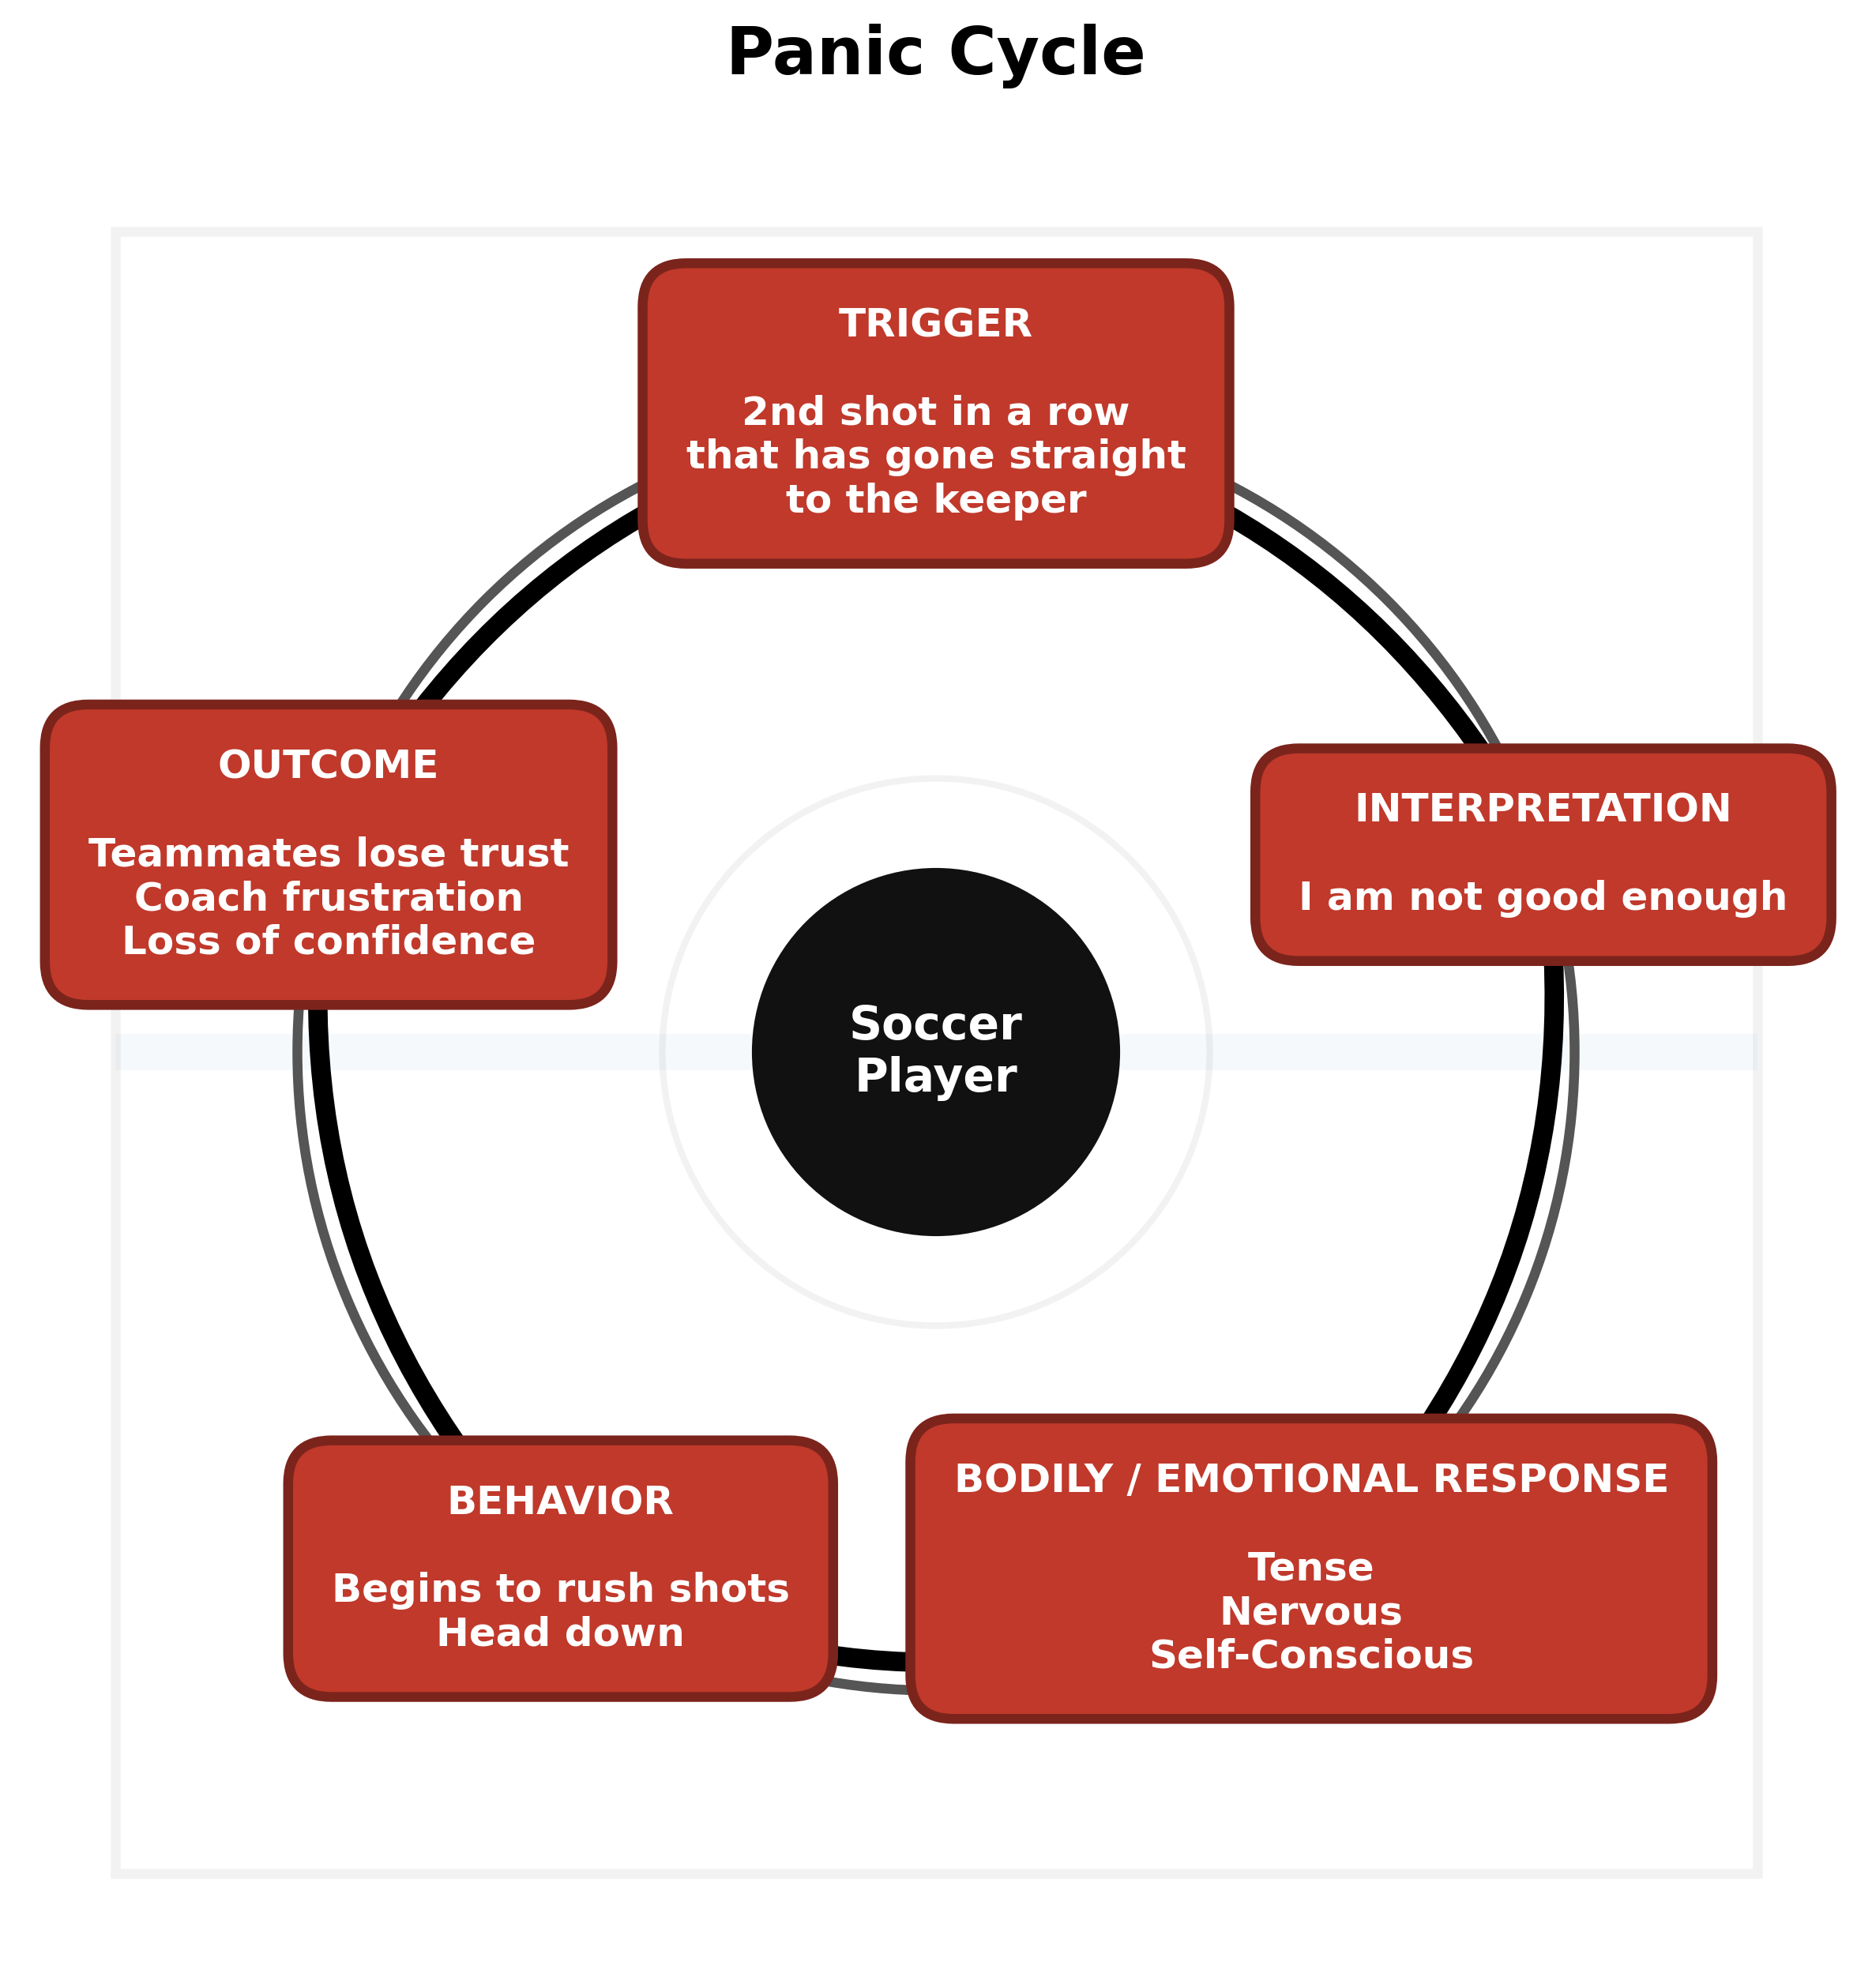 Panic Cycle
TRIGGER
2nd shot in a row
that has gone straight
to the keeper
INTERPRETATION
I am not good enough
BODILY / EMOTIONAL RESPONSE
Tense
Nervous
Self-Conscious
BEHAVIOR
Begins to rush shots
Head down
OUTCOME
Teammates lose trust
Coach frustration
Loss of confidence
Soccer
Player